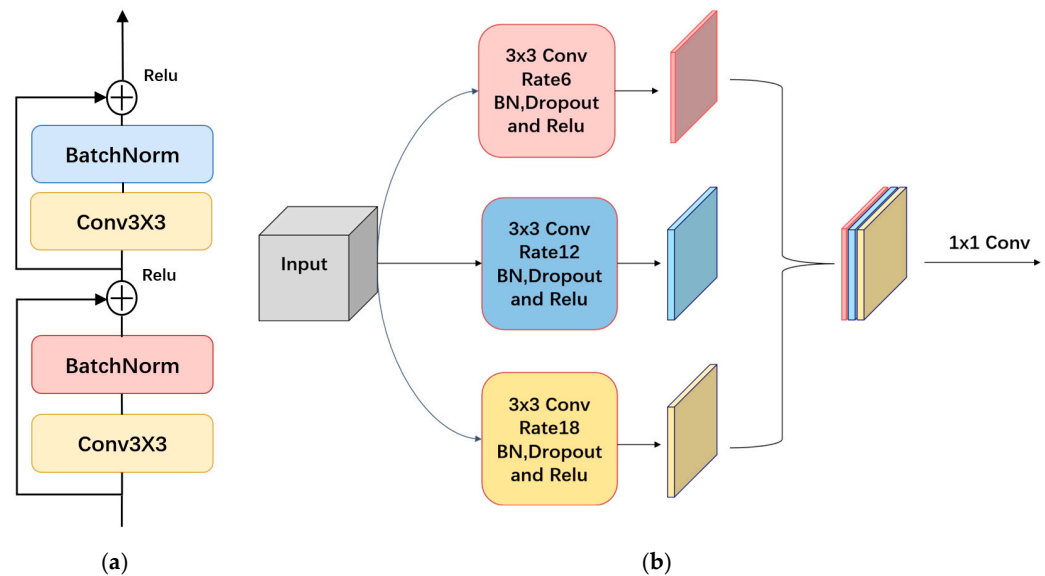 Relu
BatchNorm
Conv3X3
Relu
BatchNorm
Conv3X3
(a)
3x3 Conv
Rate6
BN,Dropout
and Relu
Input
3x3 Conv
Rate12
BN,Dropout
and Relu
3x3 Conv
Rate18
BN,Dropout
and Relu
1x1 Conv
(b)